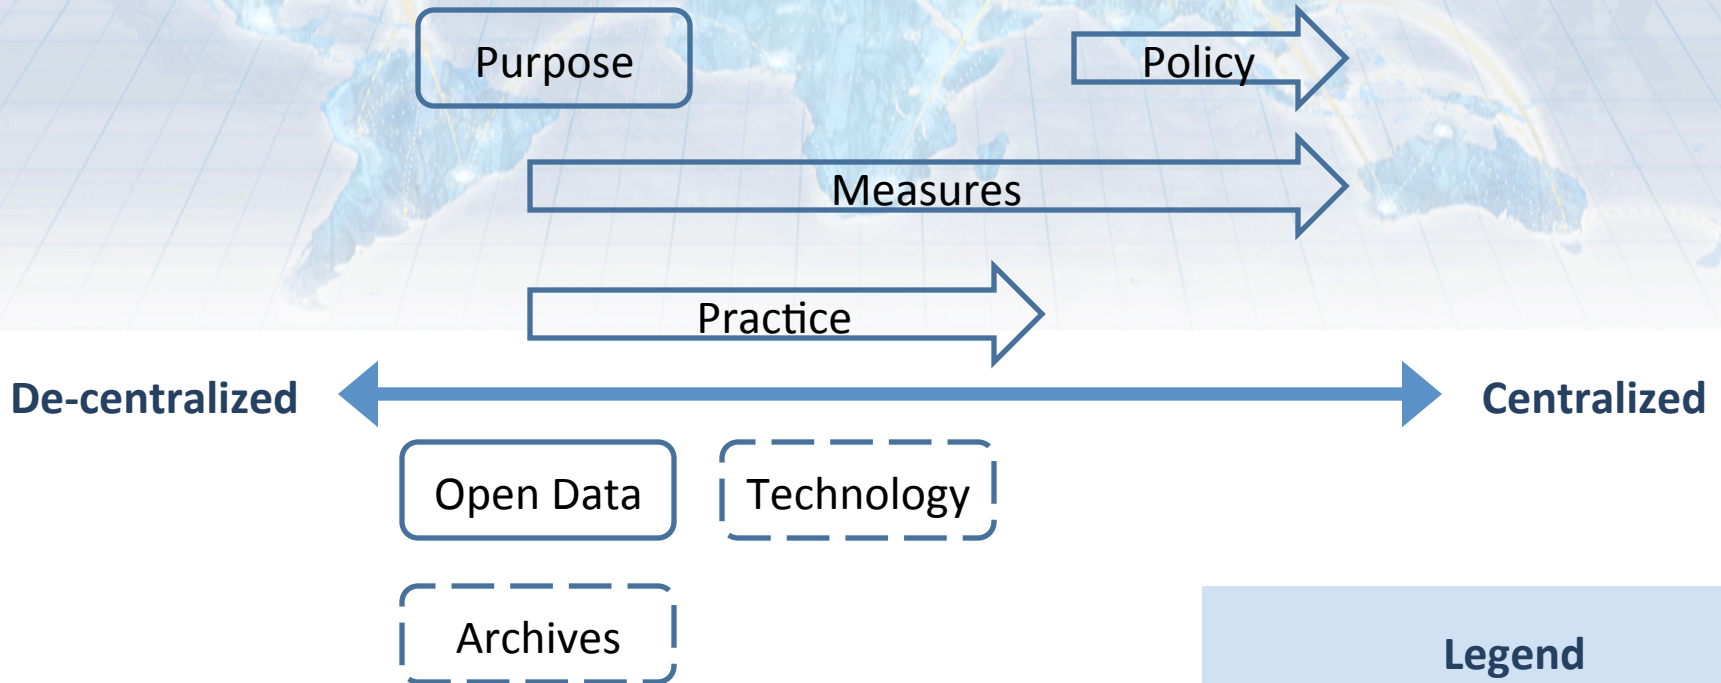 Purpose
Policy
Measures
Practice
De-centralized
Centralized
Open Data
Technology
Archives
Legend